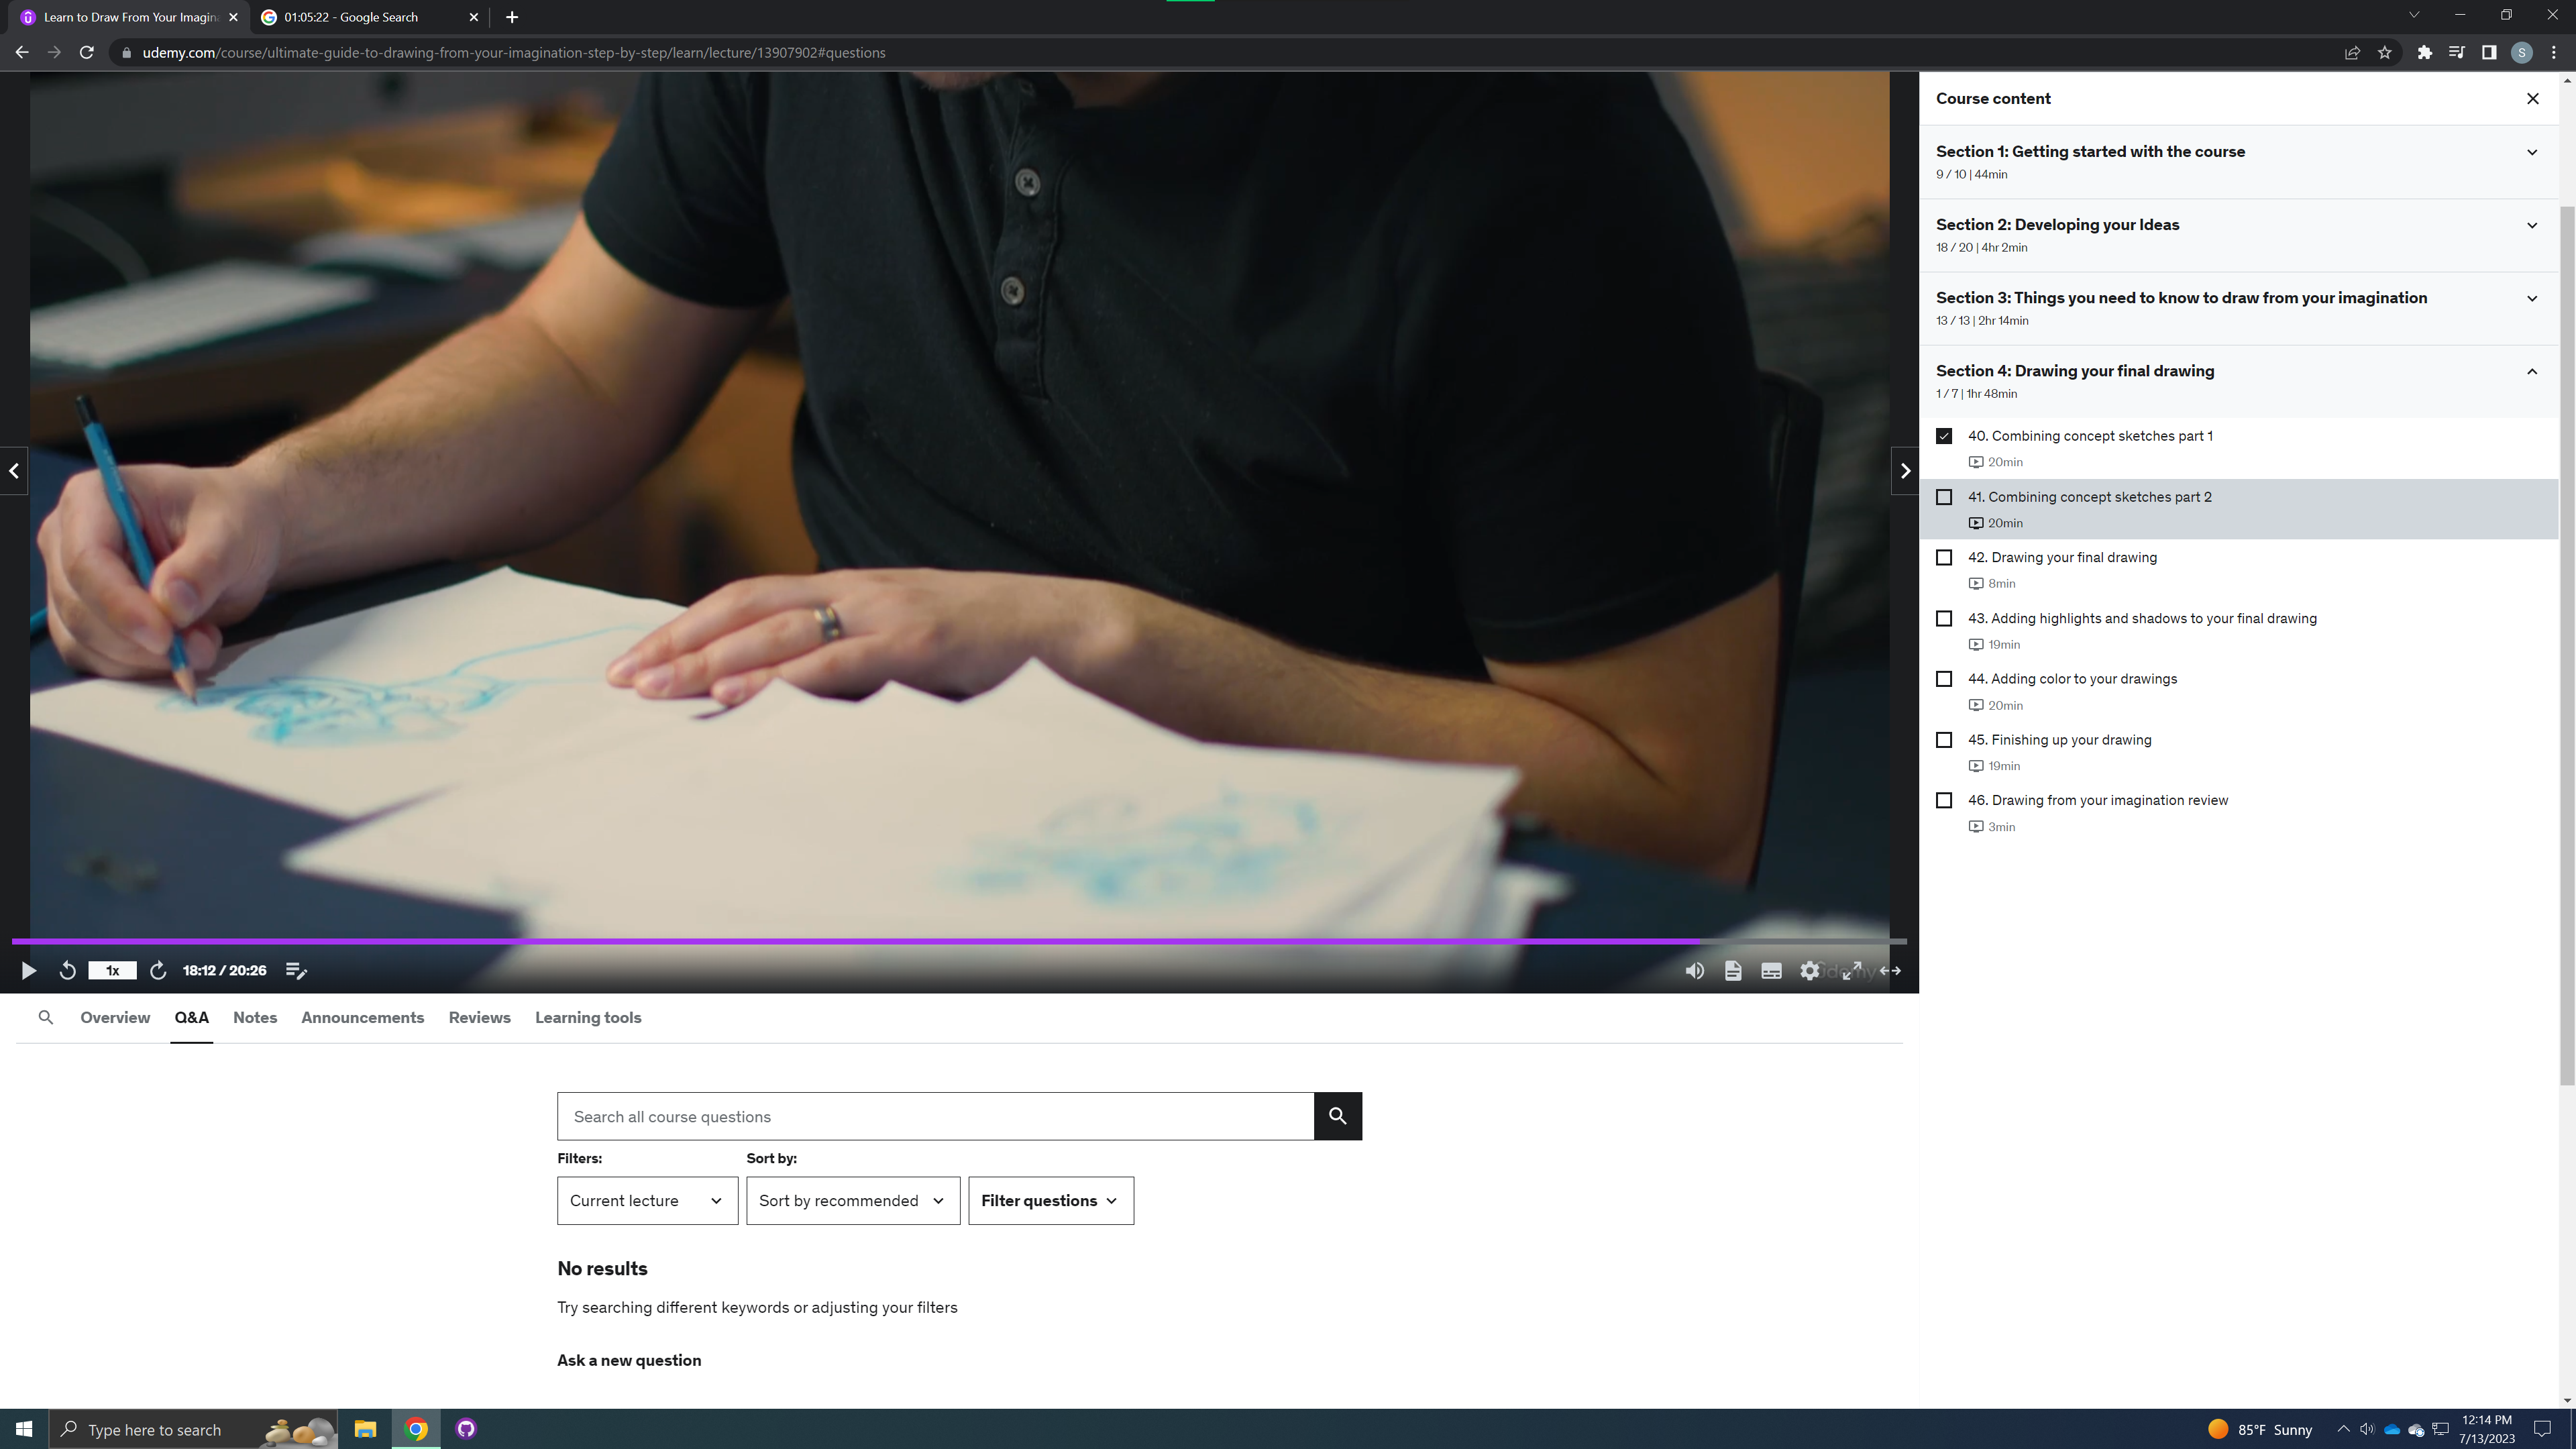 Learn to Draw From Your Imagin
01:05:22 - Google Search
udemy.com/course/ultimate-guide-to-drawing-from-your-imagination-step-by-step/learn/lecture/13907902#questions
S
Course content
Section 1: Getting started with the course
9 / 10 | 44min
Section 2: Developing your Ideas
18 / 20 | 4hr 2min
Section 3: Things you need to know to draw from your imagination
13 / 13 | 2hr 14min
Section 4: Drawing your final drawing
1 / 7 | 1hr 48min
40. Combining concept sketches part 1
20min
41. Combining concept sketches part 2
20min
42. Drawing your final drawing
8min
43. Adding highlights and shadows to your final drawing
19min
44. Adding color to your drawings
20min
45. Finishing up your drawing
19min
46. Drawing from your imagination review
3min
1x
18:12 / 20:26
udemy
Overview
Q&A
Notes
Announcements
Reviews
Learning tools
Search all course questions
Filters:
Sort by:
Current lecture
Sort by recommended
Filter questions
No results
Try searching different keywords or adjusting your filters
Ask a new question
Type here to search
85°F Sunny
12:14 PM
7/13/2023